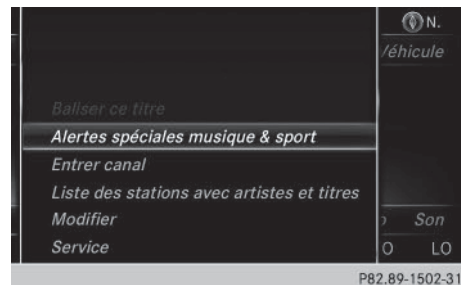 N.
Véhicule
Baliser ce titre
Alertes spéciales musique & sport
Entrer canal
Liste des stations avec artistes et titres
Modifier
Son
Service
O LO
P82.89-1502-31